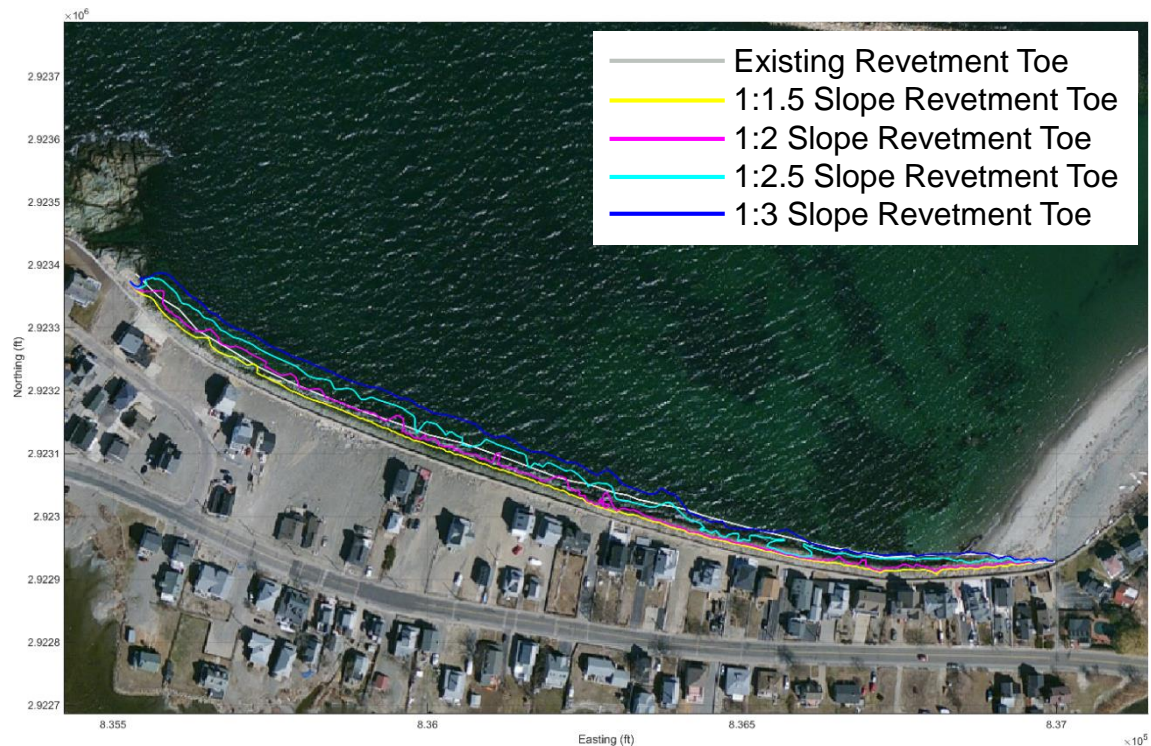 ×10⁶
Existing Revetment Toe
1:1.5 Slope Revetment Toe
1:2 Slope Revetment Toe
1:2.5 Slope Revetment Toe
1:3 Slope Revetment Toe
2.9237
2.9236
2.9235
2.9234
2.9233
2.9232
2.9231
2.923
2.9229
2.9228
2.9227
Northing (ft)
8.355
8.36
8.365
8.37
Easting (ft)
×10⁵